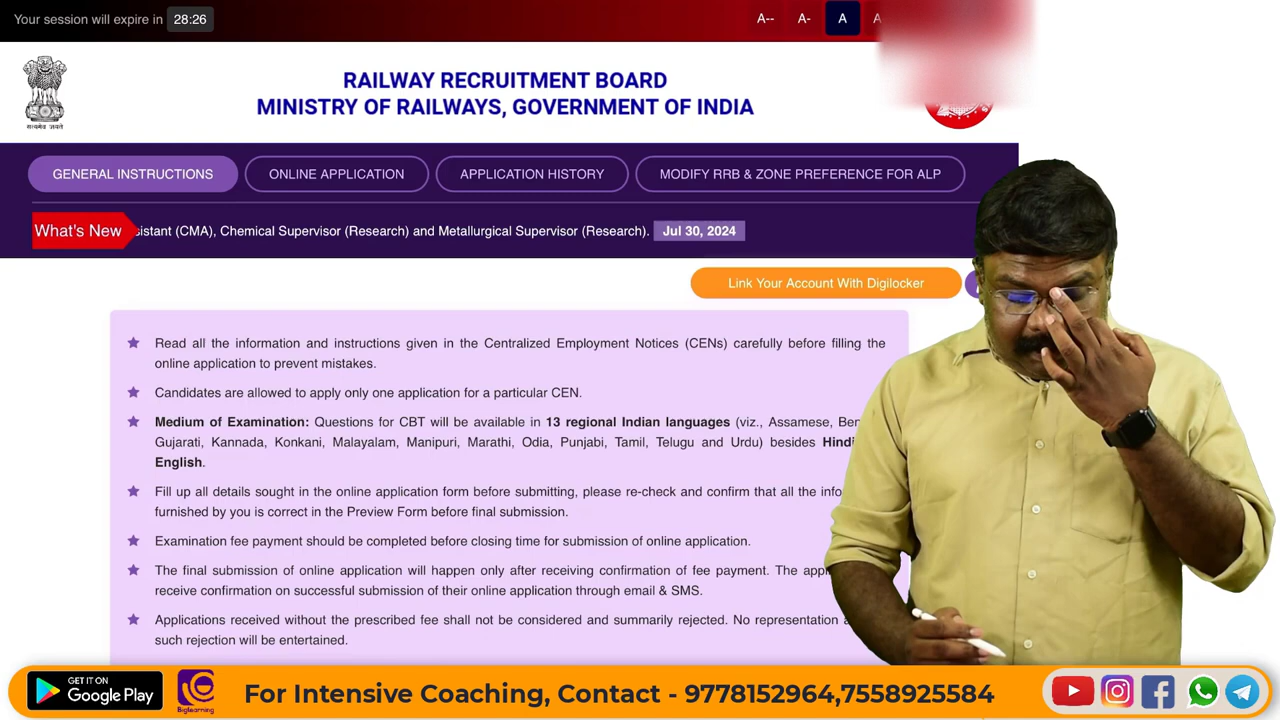 Your session will expire in 28:26
A-- A- A A
RAILWAY RECRUITMENT BOARD
MINISTRY OF RAILWAYS, GOVERNMENT OF INDIA
सत्यमेव जयते
GENERAL INSTRUCTIONS ONLINE APPLICATION APPLICATION HISTORY MODIFY RRB & ZONE PREFERENCE FOR ALP
What's New (CMA), Chemical Supervisor (Research) and Metallurgical Supervisor (Research). Jul 30, 2024
Link Your Account With Digilocker
Read all the information and instructions given in the Centralized Employment Notices (CENs) carefully before filling the
online application to prevent mistakes.
Candidates are allowed to apply only one application for a particular CEN.
Medium of Examination: Questions for CBT will be available in 13 regional Indian languages (viz., Assamese,
Gujarati, Kannada, Konkani, Malayalam, Manipuri, Marathi, Odia, Punjabi, Tamil, Telugu and Urdu) besides Hindi
English.
Fill up all details sought in the online application form before submitting, please re-check and confirm that all the
furnished by you is correct in the Preview Form before final submission.
Examination fee payment should be completed before closing time for submission of online application.
The final submission of online application will happen only after receiving confirmation of fee payment. The
receive confirmation on successful submission of their online application through email & SMS.
Applications received without the prescribed fee shall not be considered and summarily rejected. No representation
such rejection will be entertained.
GET IT ON
Google Play
Biglearning
For Intensive Coaching, Contact - 9778152964,7558925584